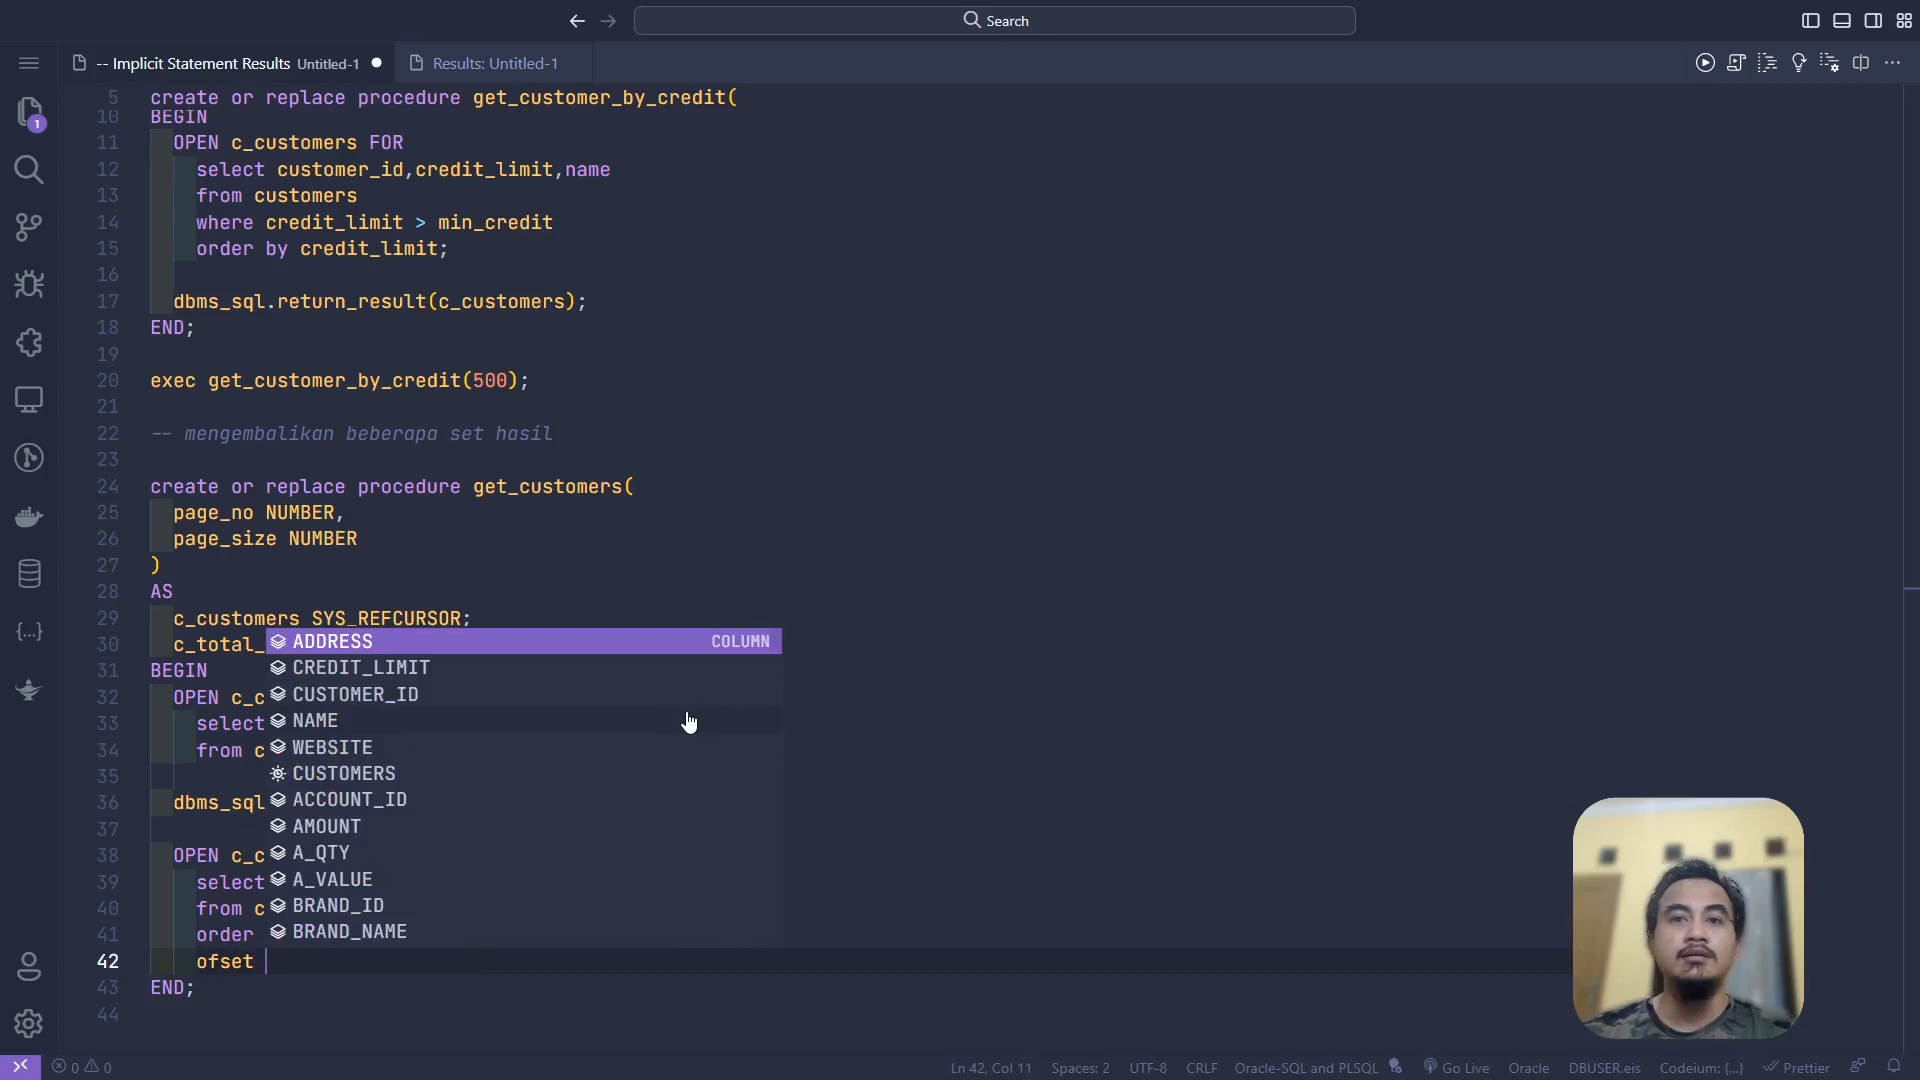 Search
-- Implicit Statement Results Untitled-1
Results: Untitled-1
1
5 create or replace procedure get_customer_by_credit(
10 BEGIN
11 OPEN c_customers FOR
12 select customer_id,credit_limit,name
13 from customers
14 where credit_limit > min_credit
15 order by credit_limit;
16
17 dbms_sql.return_result(c_customers);
18 END;
19
20 exec get_customer_by_credit(500);
21
22 -- mengembalikan beberapa set hasil
23
24 create or replace procedure get_customers(
25 page_no NUMBER,
26 page_size NUMBER
27 )
28 AS
29 c_customers SYS_REFCURSOR;
30 c_total_
31 BEGIN
32 OPEN c_c
33 select
34 from c
35
36 dbms_sql
37
38 OPEN c_c
39 select
40 from c
41 order
42 ofset
43 END;
44
ADDRESS COLUMN
CREDIT_LIMIT
CUSTOMER_ID
NAME
WEBSITE
CUSTOMERS
ACCOUNT_ID
AMOUNT
A_QTY
A_VALUE
BRAND_ID
BRAND_NAME
0 0
Ln 42, Col 11
Spaces: 2
UTF-8
CRLF
Oracle-SQL and PLSQL
Go Live
Oracle
DBUSER.eis
Codeium: {...}
Prettier